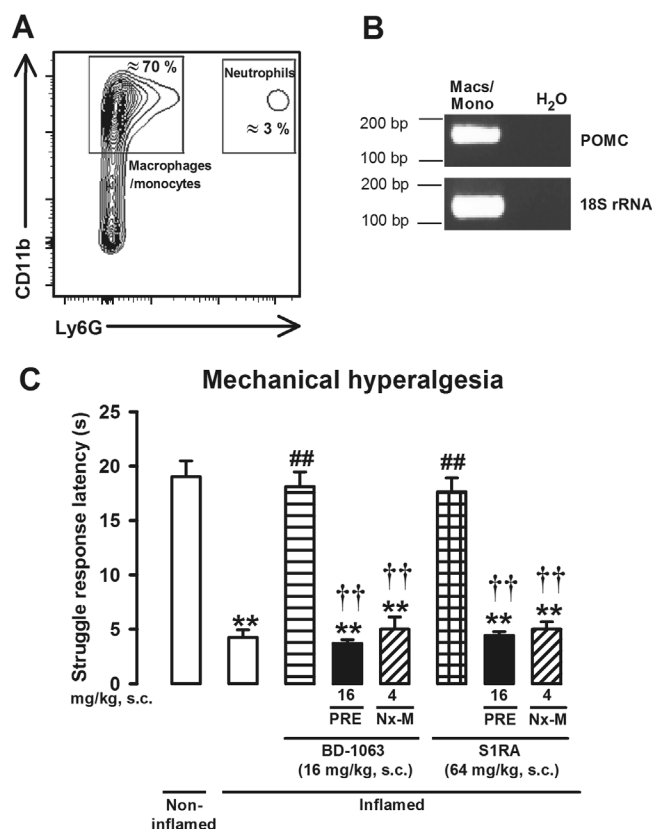 A
CD11b
≈ 70 %
Neutrophils
≈ 3 %
Macrophages
/monocytes
Ly6G
B
Macs/
Mono
H2O
200 bp
100 bp
POMC
200 bp
100 bp
18S rRNA
C
Mechanical hyperalgesia
Struggle response latency (s)
25
20
15
10
5
0
##
##
**
††
**
††
**
††
**
††
**
mg/kg, s.c.
16
4
16
4
PRE
Nx-M
PRE
Nx-M
BD-1063
(16 mg/kg, s.c.)
S1RA
(64 mg/kg, s.c.)
Non-
inflamed
Inflamed